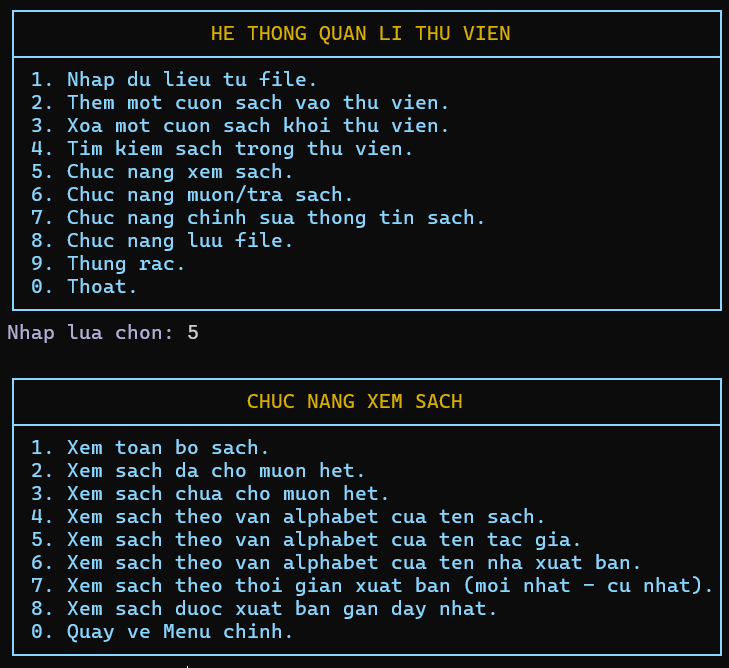 HE THONG QUAN LI THU VIEN
1. Nhap du lieu tu file.
2. Them mot cuon sach vao thu vien.
3. Xoa mot cuon sach khoi thu vien.
4. Tim kiem sach trong thu vien.
5. Chuc nang xem sach.
6. Chuc nang muon/tra sach.
7. Chuc nang chinh sua thong tin sach.
8. Chuc nang luu file.
9. Thung rac.
0. Thoat.
Nhap lua chon: 5
CHUC NANG XEM SACH
1. Xem toan bo sach.
2. Xem sach da cho muon het.
3. Xem sach chua cho muon het.
4. Xem sach theo van alphabet cua ten sach.
5. Xem sach theo van alphabet cua ten tac gia.
6. Xem sach theo van alphabet cua ten nha xuat ban.
7. Xem sach theo thoi gian xuat ban (moi nhat - cu nhat).
8. Xem sach duoc xuat ban gan day nhat.
0. Quay ve Menu chinh.